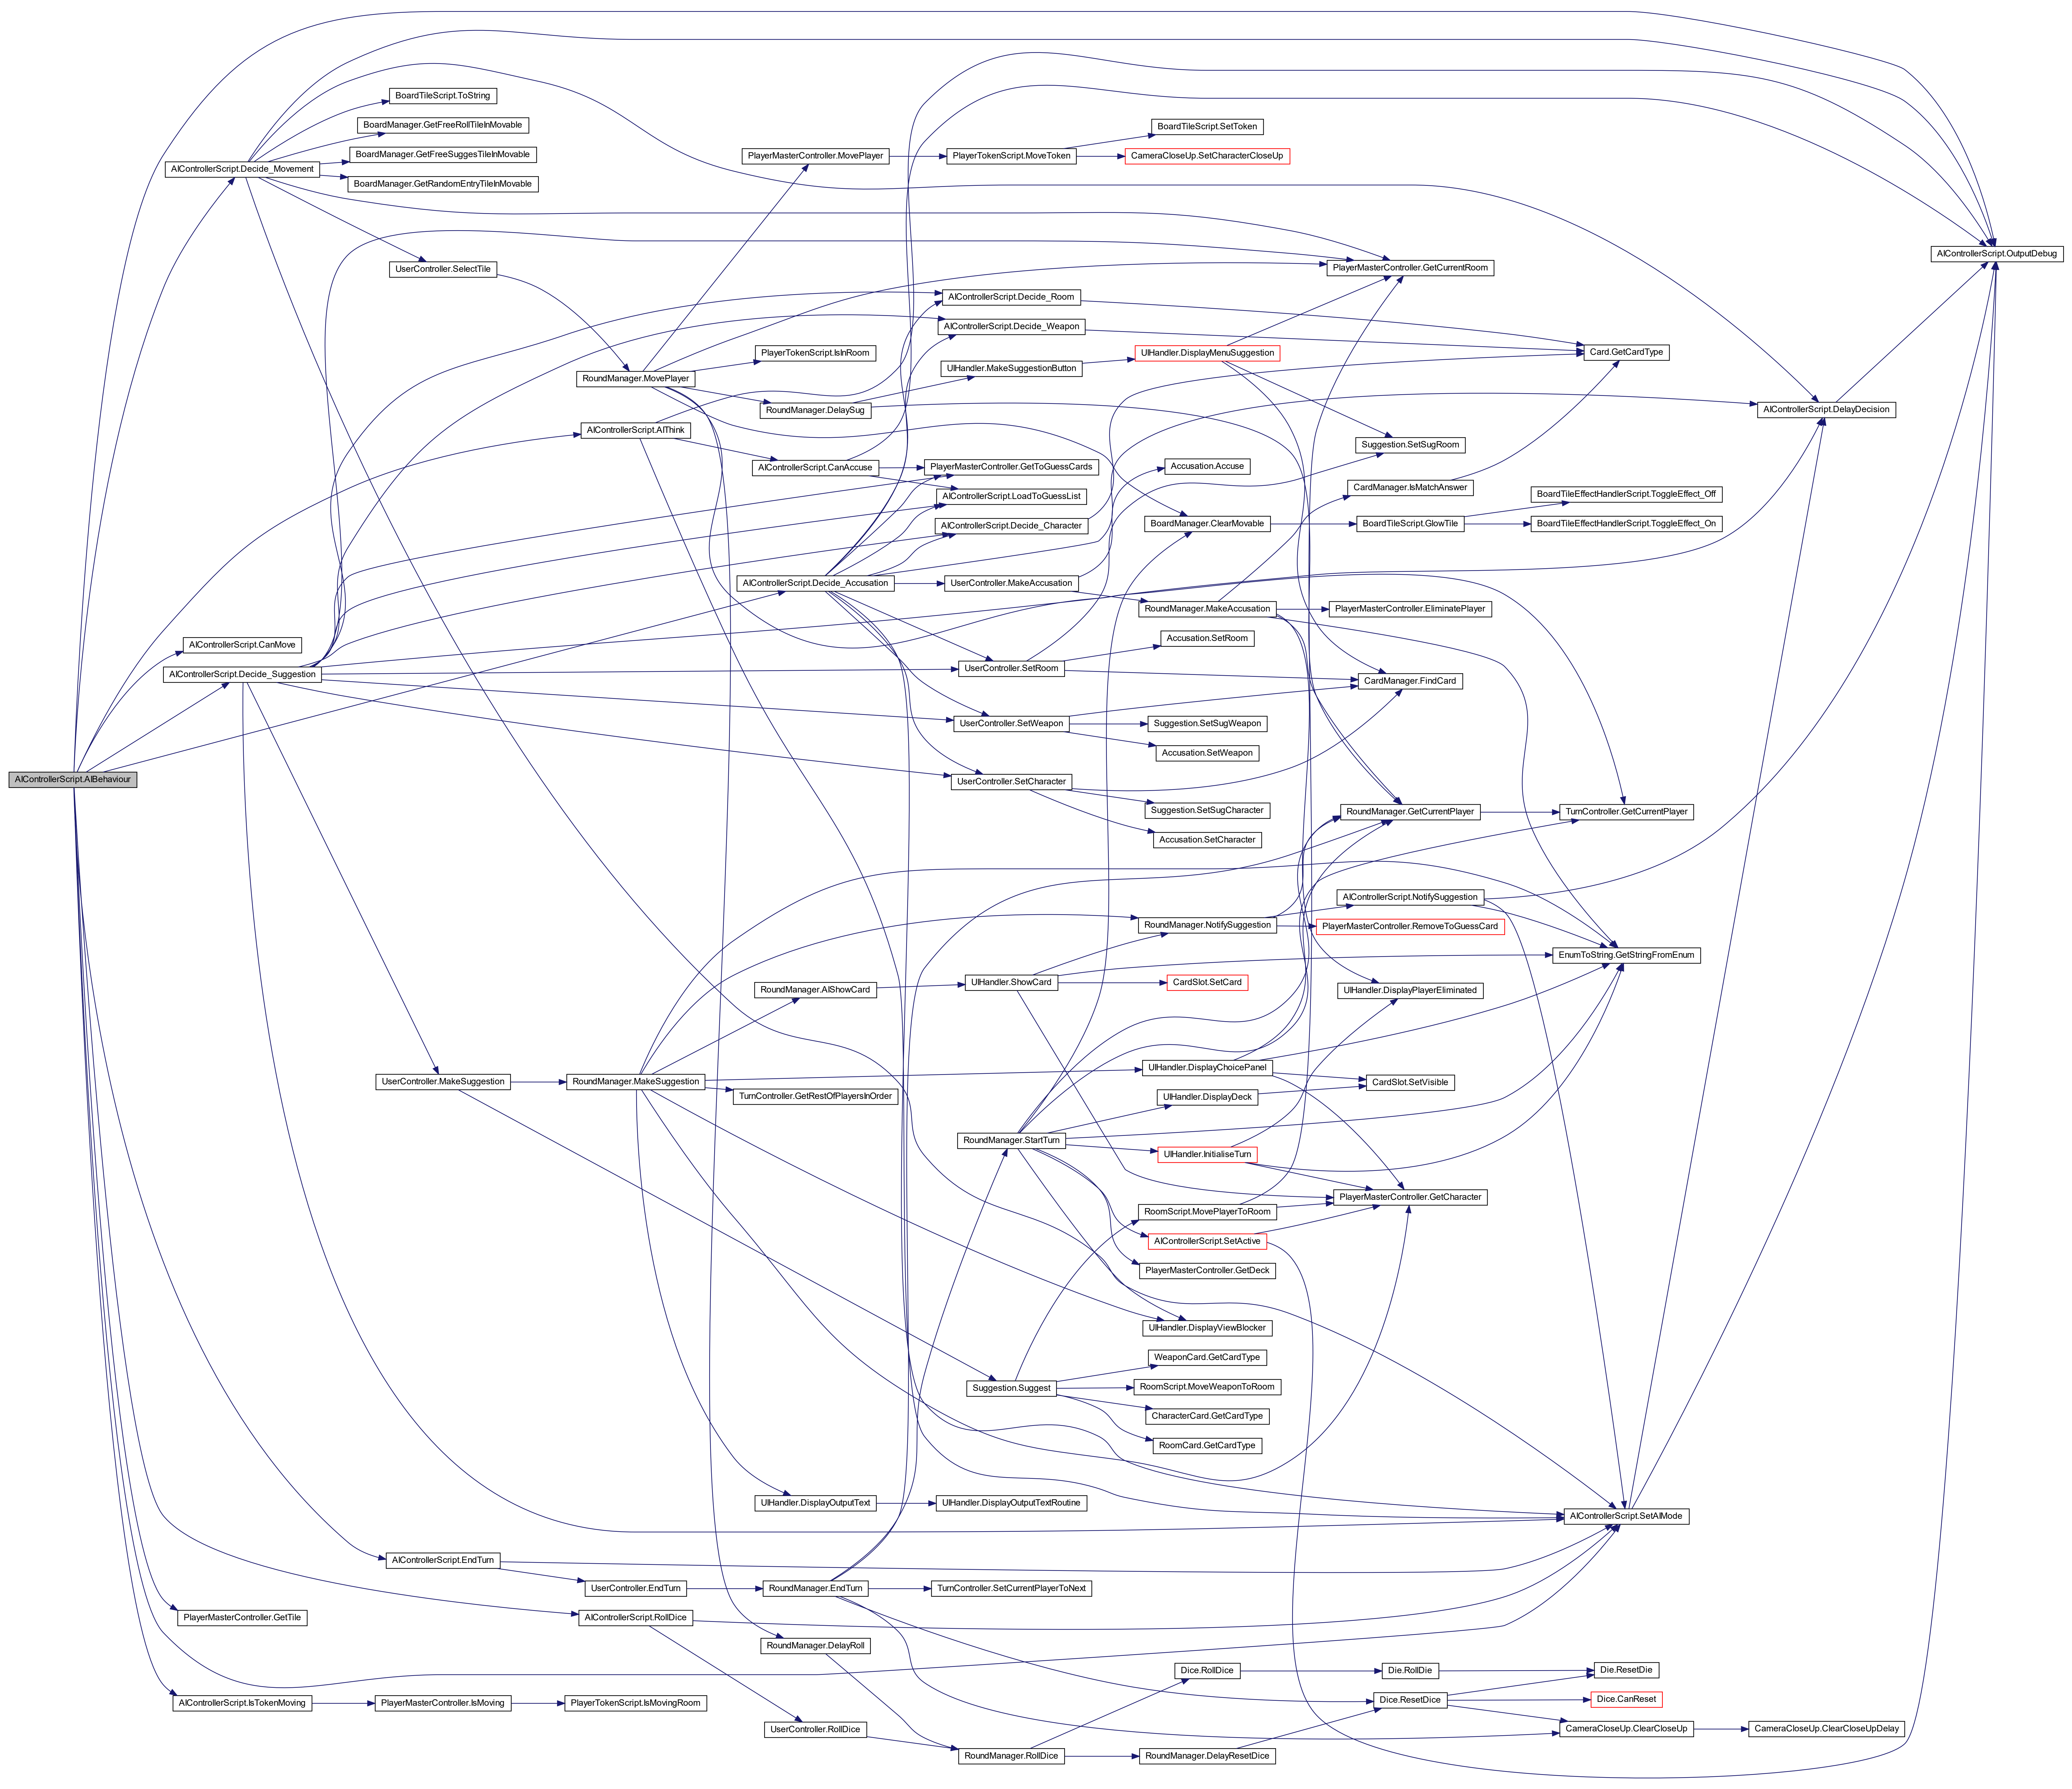 BoardTileScript.ToString
BoardManager.GetFreeRollTileInMovable
BoardTileScript.SetToken
PlayerMasterController.MovePlayer
PlayerTokenScript.MoveToken
CameraCloseUp.SetCharacterCloseUp
BoardManager.GetFreeSuggesTileInMovable
AIControllerScript.Decide_Movement
BoardManager.GetRandomEntryTileInMovable
AIControllerScript.OutputDebug
UserController.SelectTile
PlayerMasterController.GetCurrentRoom
AIControllerScript.Decide_Room
AIControllerScript.Decide_Weapon
PlayerTokenScript.IsInRoom
UIHandler.DisplayMenuSuggestion
Card.GetCardType
UIHandler.MakeSuggestionButton
RoundManager.MovePlayer
RoundManager.DelaySug
AIControllerScript.DelayDecision
AIControllerScript.AIThink
Suggestion.SetSugRoom
AIControllerScript.CanAccuse
PlayerMasterController.GetToGuessCards
Accusation.Accuse
CardManager.IsMatchAnswer
AIControllerScript.LoadToGuessList
BoardTileEffectHandlerScript.ToggleEffect_Off
AIControllerScript.Decide_Character
BoardManager.ClearMovable
BoardTileScript.GlowTile
BoardTileEffectHandlerScript.ToggleEffect_On
AIControllerScript.Decide_Accusation
UserController.MakeAccusation
RoundManager.MakeAccusation
PlayerMasterController.EliminatePlayer
AIControllerScript.CanMove
Accusation.SetRoom
AIControllerScript.Decide_Suggestion
UserController.SetRoom
CardManager.FindCard
UserController.SetWeapon
Suggestion.SetSugWeapon
Accusation.SetWeapon
AIControllerScript.AIBehaviour
UserController.SetCharacter
Suggestion.SetSugCharacter
RoundManager.GetCurrentPlayer
TurnController.GetCurrentPlayer
Accusation.SetCharacter
AIControllerScript.NotifySuggestion
RoundManager.NotifySuggestion
PlayerMasterController.RemoveToGuessCard
EnumToString.GetStringFromEnum
RoundManager.AIShowCard
UIHandler.ShowCard
CardSlot.SetCard
UIHandler.DisplayPlayerEliminated
UIHandler.DisplayChoicePanel
UserController.MakeSuggestion
RoundManager.MakeSuggestion
CardSlot.SetVisible
TurnController.GetRestOfPlayersInOrder
UIHandler.DisplayDeck
RoundManager.StartTurn
UIHandler.InitialiseTurn
PlayerMasterController.GetCharacter
RoomScript.MovePlayerToRoom
AIControllerScript.SetActive
PlayerMasterController.GetDeck
UIHandler.DisplayViewBlocker
WeaponCard.GetCardType
Suggestion.Suggest
RoomScript.MoveWeaponToRoom
CharacterCard.GetCardType
RoomCard.GetCardType
UIHandler.DisplayOutputText
UIHandler.DisplayOutputTextRoutine
AIControllerScript.SetAIMode
AIControllerScript.EndTurn
UserController.EndTurn
RoundManager.EndTurn
TurnController.SetCurrentPlayerToNext
PlayerMasterController.GetTile
AIControllerScript.RollDice
RoundManager.DelayRoll
Dice.RollDice
Die.RollDie
Die.ResetDie
AIControllerScript.IsTokenMoving
PlayerMasterController.IsMoving
PlayerTokenScript.IsMovingRoom
Dice.ResetDice
Dice.CanReset
UserController.RollDice
CameraCloseUp.ClearCloseUp
CameraCloseUp.ClearCloseUpDelay
RoundManager.RollDice
RoundManager.DelayResetDice